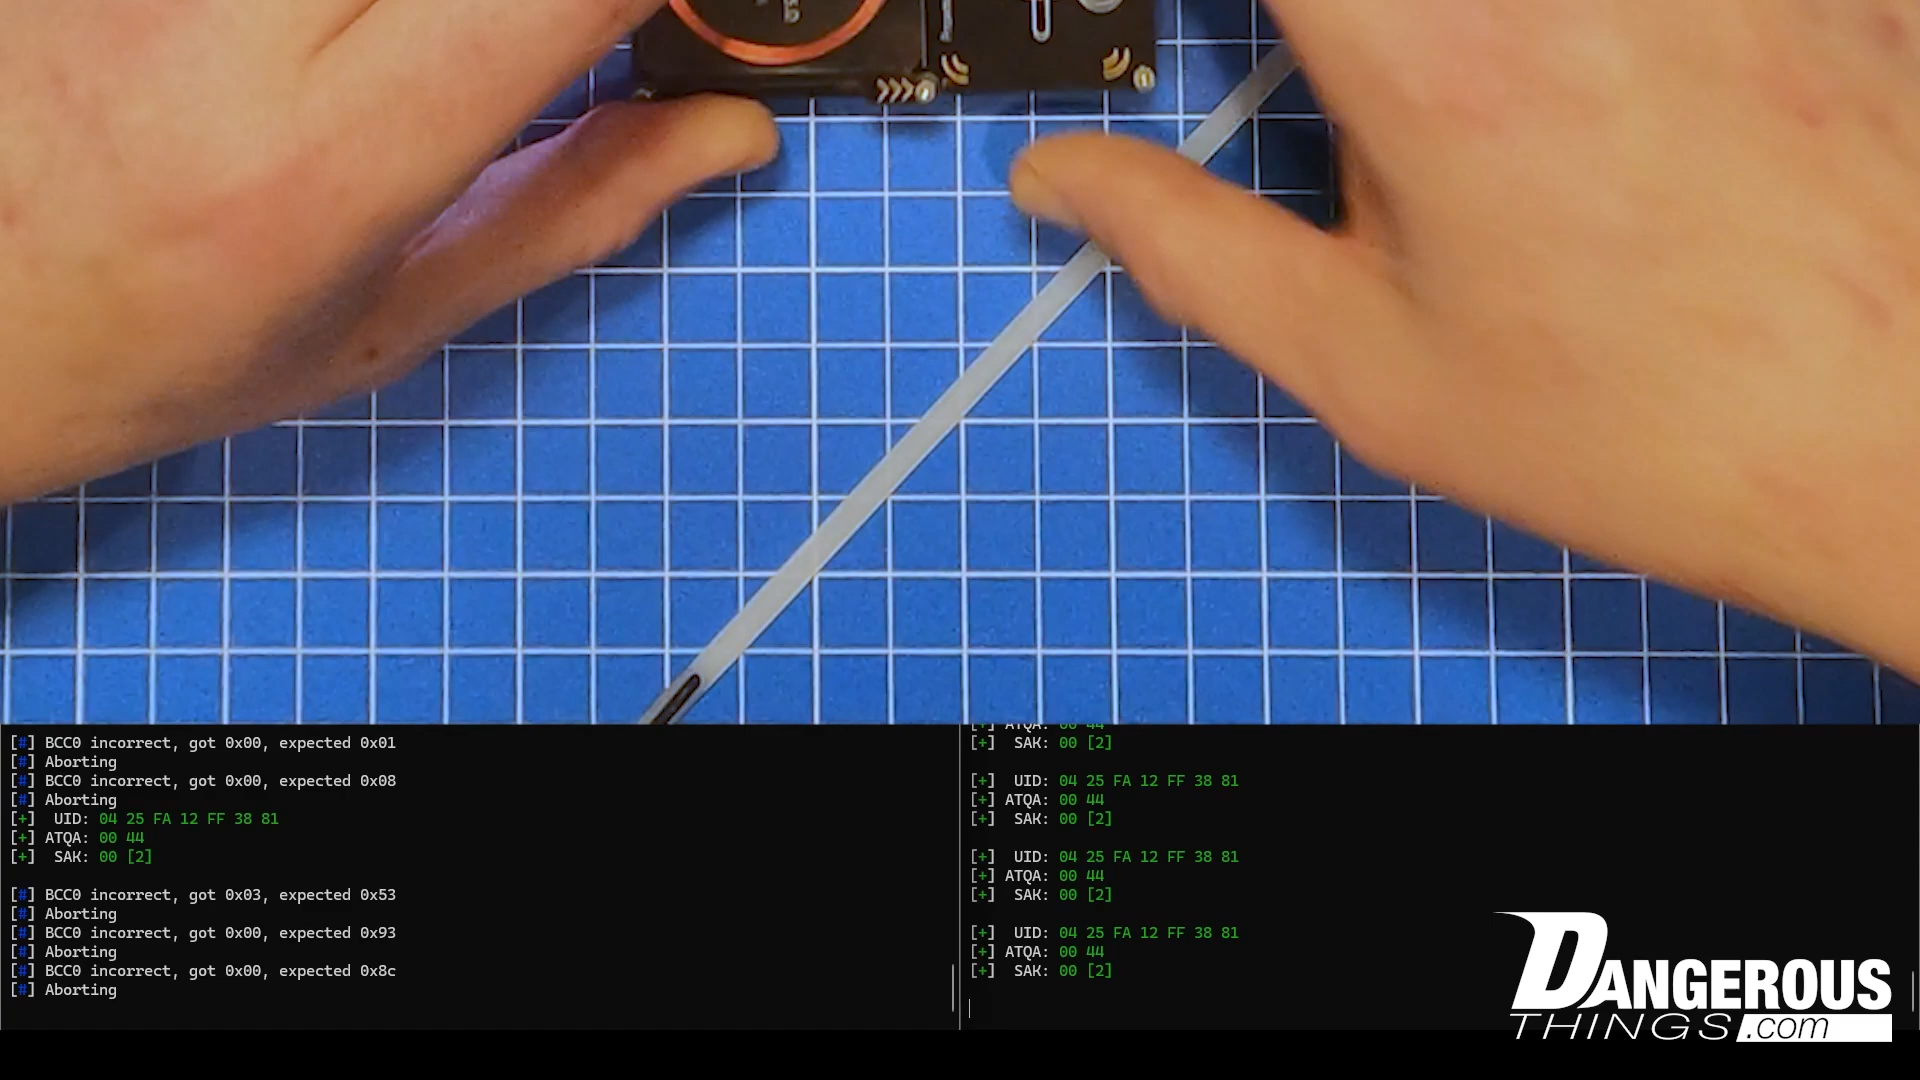 [#] BCC0 incorrect, got 0x00, expected 0x01
[#] Aborting
[#] BCC0 incorrect, got 0x00, expected 0x08
[#] Aborting
[+]  UID: 04 25 FA 12 FF 38 81
[+] ATQA: 00 44
[+]  SAK: 00 [2]
[#] BCC0 incorrect, got 0x03, expected 0x53
[#] Aborting
[#] BCC0 incorrect, got 0x00, expected 0x93
[#] Aborting
[#] BCC0 incorrect, got 0x00, expected 0x8c
[#] Aborting
[+] ATQA: 00 44
[+]  SAK: 00 [2]
[+]  UID: 04 25 FA 12 FF 38 81
[+] ATQA: 00 44
[+]  SAK: 00 [2]
[+]  UID: 04 25 FA 12 FF 38 81
[+] ATQA: 00 44
[+]  SAK: 00 [2]
[+]  UID: 04 25 FA 12 FF 38 81
[+] ATQA: 00 44
[+]  SAK: 00 [2]
DANGEROUS
THINGS.com